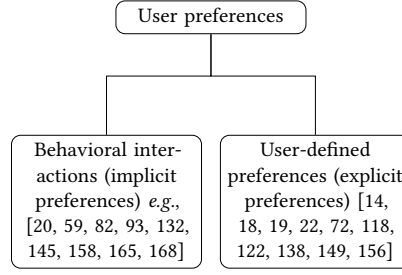 User preferences
Behavioral inter-
actions (implicit
preferences) e.g.,
[20, 59, 82, 93, 132,
145, 158, 165, 168]
User-defined
preferences (explicit
preferences) [14,
18, 19, 22, 72, 118,
122, 138, 149, 156]